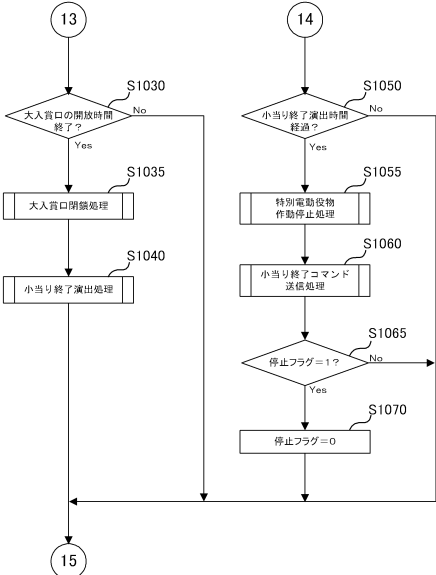 13
S1030
大入賞口の開放時間
終了？
No
Yes
S1035
大入賞口閉鎖処理
S1040
小当り終了演出処理
15
14
S1050
小当り終了演出時間
経過？
No
Yes
S1055
特別電動役物
作動停止処理
S1060
小当り終了コマンド
送信処理
S1065
停止フラグ＝1？
No
Yes
S1070
停止フラグ＝0